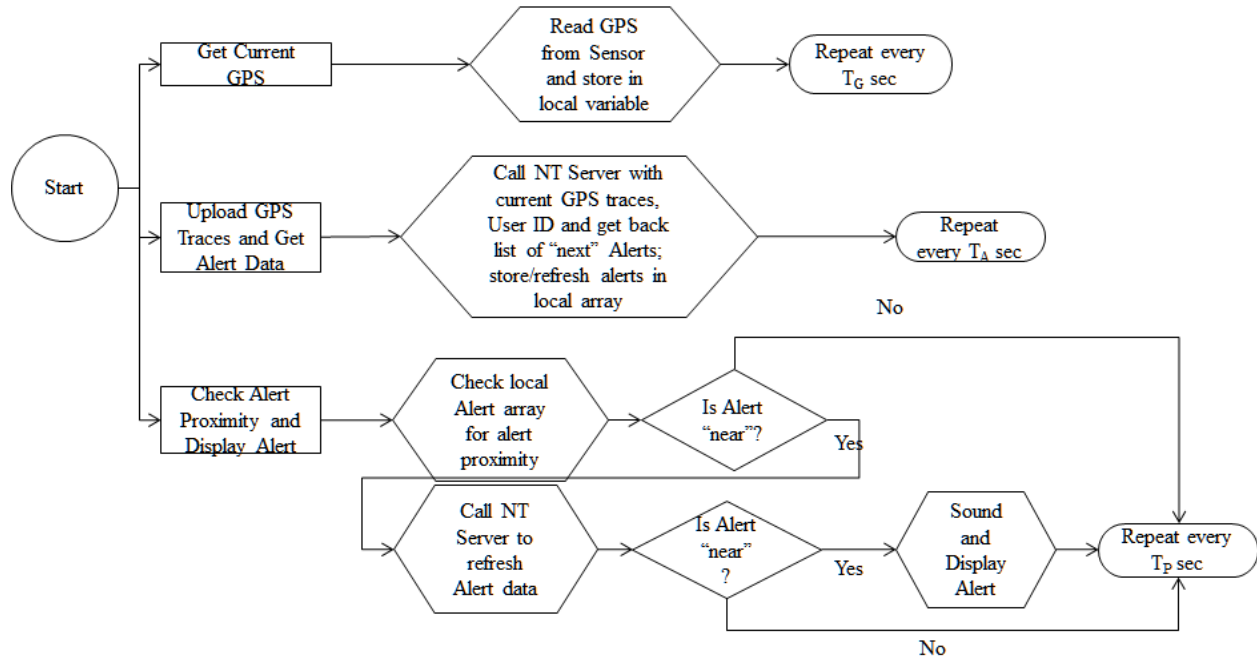 Start
Get Current
GPS
Read GPS
from Sensor
and store in
local variable
Repeat every
T_G sec
Upload GPS
Traces and Get
Alert Data
Call NT Server with
current GPS traces,
User ID and get back
list of “next” Alerts;
store/refresh alerts in
local array
Repeat
every T_A sec
Check Alert
Proximity and
Display Alert
Check local
Alert array
for alert
proximity
Is Alert
“near”?
No
Yes
Call NT
Server to
refresh
Alert data
Is Alert
“near”
?
Yes
No
Sound
and
Display
Alert
Repeat every
T_P sec